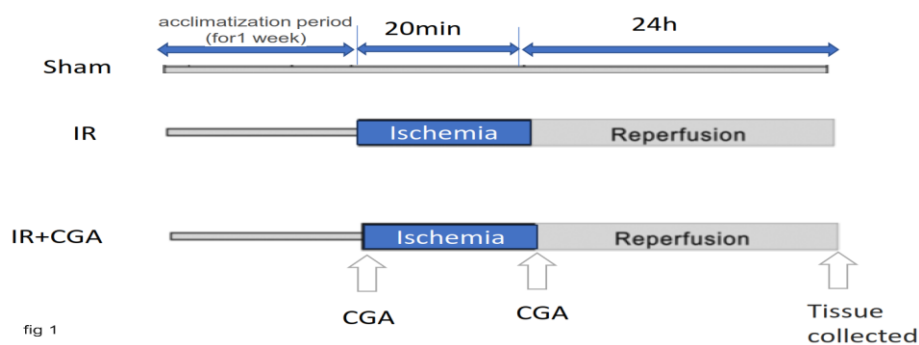 acclimatization period
(for1 week)
20min
24h
Sham
IR
Ischemia
Reperfusion
IR+CGA
Ischemia
Reperfusion
CGA
CGA
Tissue
collected
fig 1